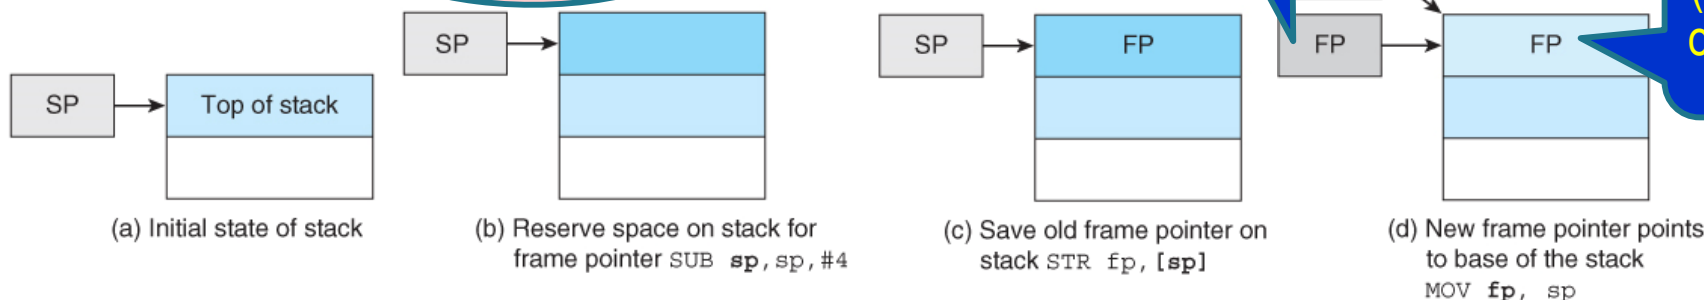 SP
Top of stack
(a) Initial state of stack
SP
(b) Reserve space on stack for
frame pointer SUB sp,sp,#4
SP
FP
(c) Save old frame pointer on
stack STR fp,[sp]
FP
FP
(d) New frame pointer points
to base of the stack
MOV fp, sp